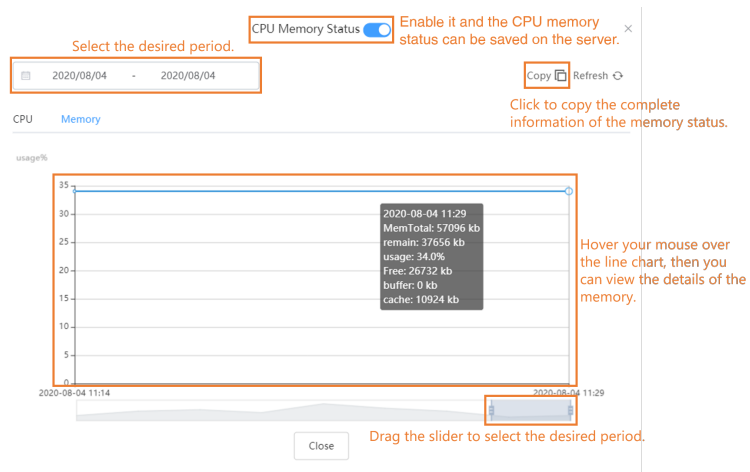 CPU Memory Status
Enable it and the CPU memory
status can be saved on the server.
Select the desired period.
2020/08/04 - 2020/08/04
Copy Refresh
Click to copy the complete
information of the memory status.
CPU Memory
usage%
35
30
25
20
15
10
5
0
2020-08-04 11:29
MemTotal: 57096 kb
remain: 37656 kb
usage: 34.0%
Free: 26732 kb
buffer: 0 kb
cache: 10924 kb
Hover your mouse over
the line chart, then you
can view the details of the
memory.
2020-08-04 11:14
2020-08-04 11:29
Drag the slider to select the desired period.
Close